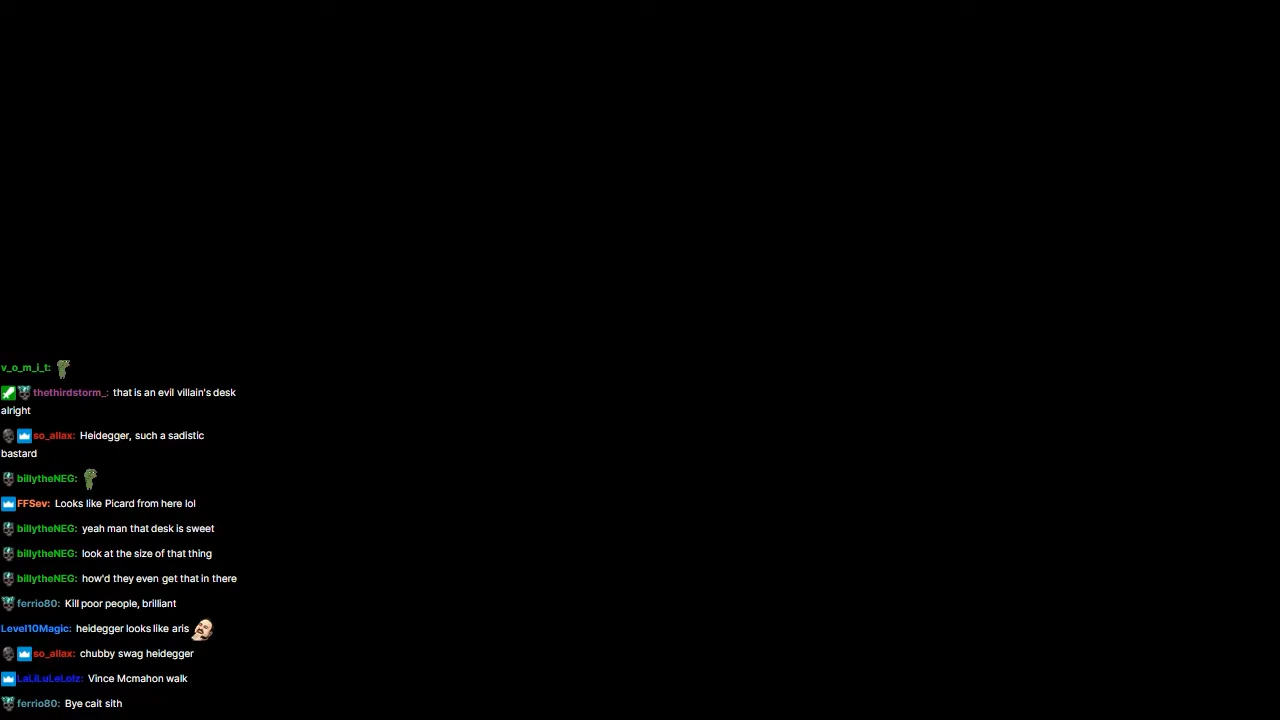 v_o_m_i_t:
thethirdstorm_: that is an evil villain's desk
alright
so_allax: Heidegger, such a sadistic
bastard
billytheNEG:
FFSev: Looks like Picard from here lol
billytheNEG: yeah man that desk is sweet
billytheNEG: look at the size of that thing
billytheNEG: how'd they even get that in there
ferrio80: Kill poor people, brilliant
Level10Magic: heidegger looks like aris
so_allax: chubby swag heidegger
LaLiLuLeLolz: Vince Mcmahon walk
ferrio80: Bye cait sith